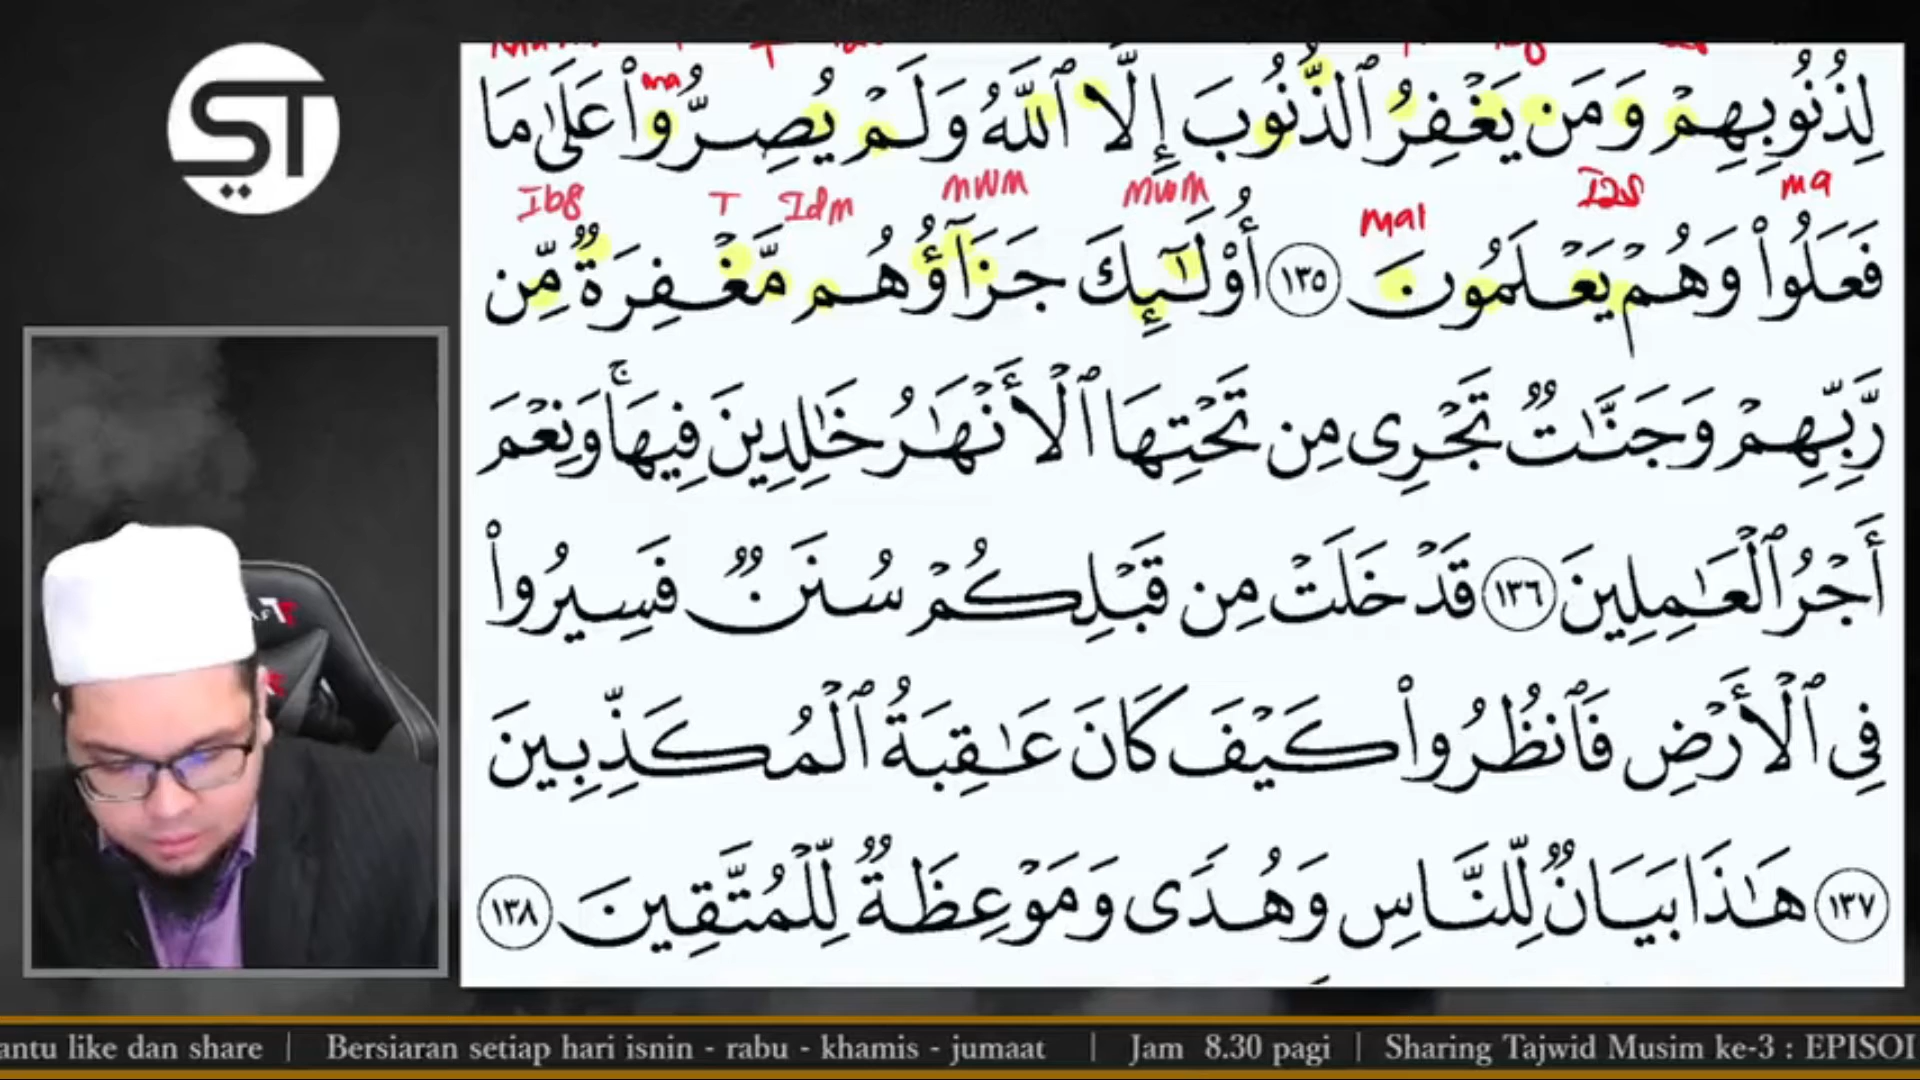 ST
لِذُنُوبِهِمْ وَمَن يَغْفِرُ ٱلذُّنُوبَ إِلَّا ٱللَّهُ وَلَمْ يُصِرُّوا۟ عَلَىٰ مَا
ma
Ibg T Idm mwm mwm mal I2S ma
فَعَلُوا۟ وَهُمْ يَعْلَمُونَ ١٣٥ أُو۟لَـٰٓئِكَ جَزَآؤُهُم مَّغْفِرَةٌ مِّن
رَّبِّهِمْ وَجَنَّـٰتٌ تَجْرِى مِن تَحْتِهَا ٱلْأَنْهَـٰرُ خَـٰلِدِينَ فِيهَا ۚ وَنِعْمَ
أَجْرُ ٱلْعَـٰمِلِينَ ١٣٦ قَدْ خَلَتْ مِن قَبْلِكُمْ سُنَنٌ فَسِيرُوا۟
فِى ٱلْأَرْضِ فَٱنظُرُوا۟ كَيْفَ كَانَ عَـٰقِبَةُ ٱلْمُكَذِّبِينَ
١٣٧ هَـٰذَا بَيَانٌ لِّلنَّاسِ وَهُدًى وَمَوْعِظَةٌ لِّلْمُتَّقِينَ ١٣٨
antu like dan share | Bersiaran setiap hari isnin - rabu - khamis - jumaat | Jam 8.30 pagi | Sharing Tajwid Musim ke-3 : EPISOI